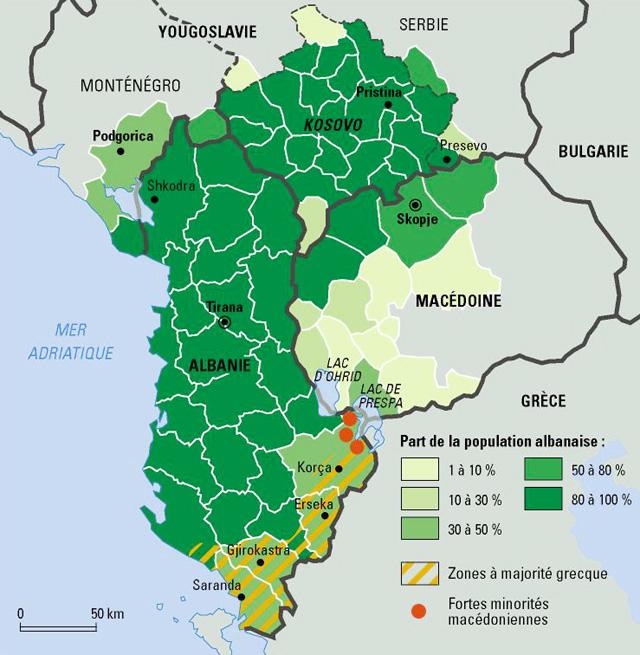 YOUGOSLAVIE
SERBIE
MONTÉNÉGRO
Pristina
KOSOVO
Podgorica
Presevo
BULGARIE
Shkodra
Skopje
Tirana
MACÉDOINE
MER
ADRIATIQUE
ALBANIE
LAC
D'OHRID
LAC DE
PRESPA
GRÈCE
Korça
Erseka
Gjirokastra
Saranda
Part de la population albanaise :
1 à 10 %
50 à 80 %
10 à 30 %
80 à 100 %
30 à 50 %
Zones à majorité grecque
Fortes minorités
macédoniennes
0 50 km